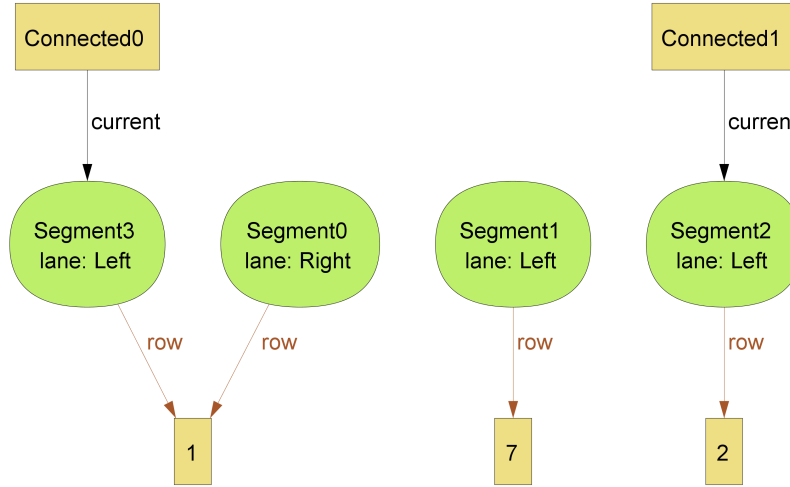 Connected0
Connected1
current
curren
Segment3
lane: Left
Segment0
lane: Right
Segment1
lane: Left
Segment2
lane: Left
row
row
row
row
1
7
2